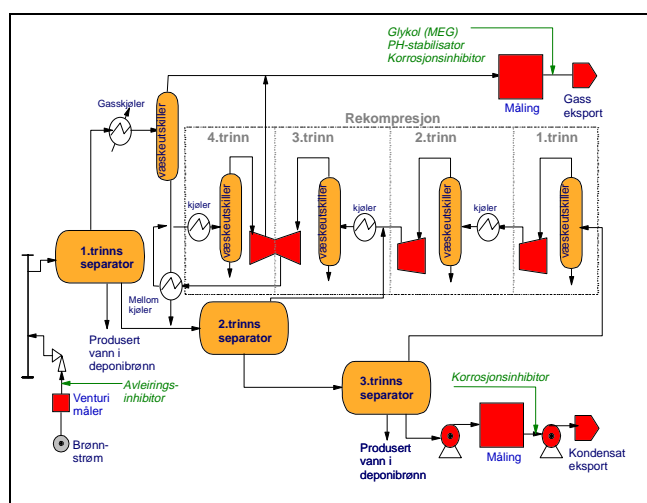 Glykol (MEG)
PH-stabilisator
Korrosjonsinhibitor
Gasskjøler
væskeutskiller
Måling
Gass
eksport
Rekompresjon
4.trinn
3.trinn
2.trinn
1.trinn
kjøler
væskeutskiller
væskeutskiller
kjøler
væskeutskiller
kjøler
væskeutskiller
1.trinns
separator
Mellom
kjøler
2.trinns
separator
Produsert
vann i
deponibrønn
3.trinns
separator
Avleirings-
inhibitor
Venturi
måler
Brønn-
strøm
Korrosjonsinhibitor
Produsert
vann i
deponibrønn
Måling
Kondensat
eksport